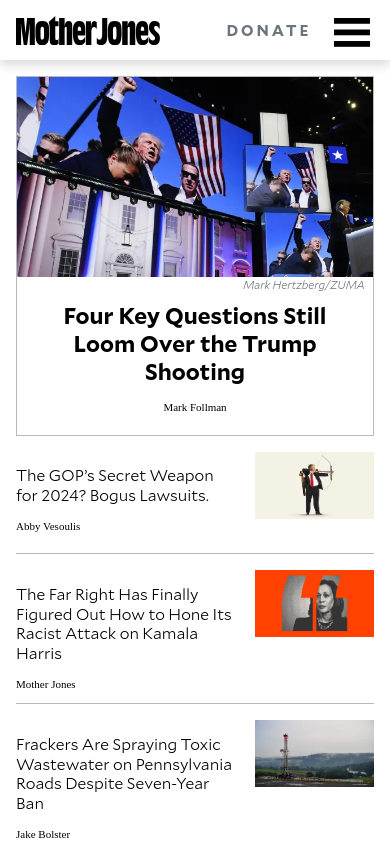 Mother Jones
DONATE
Mark Hertzberg/ZUMA
Four Key Questions Still
Loom Over the Trump
Shooting
Mark Follman
The GOP’s Secret Weapon
for 2024? Bogus Lawsuits.
Abby Vesoulis
The Far Right Has Finally
Figured Out How to Hone Its
Racist Attack on Kamala
Harris
Mother Jones
Frackers Are Spraying Toxic
Wastewater on Pennsylvania
Roads Despite Seven-Year
Ban
Jake Bolster